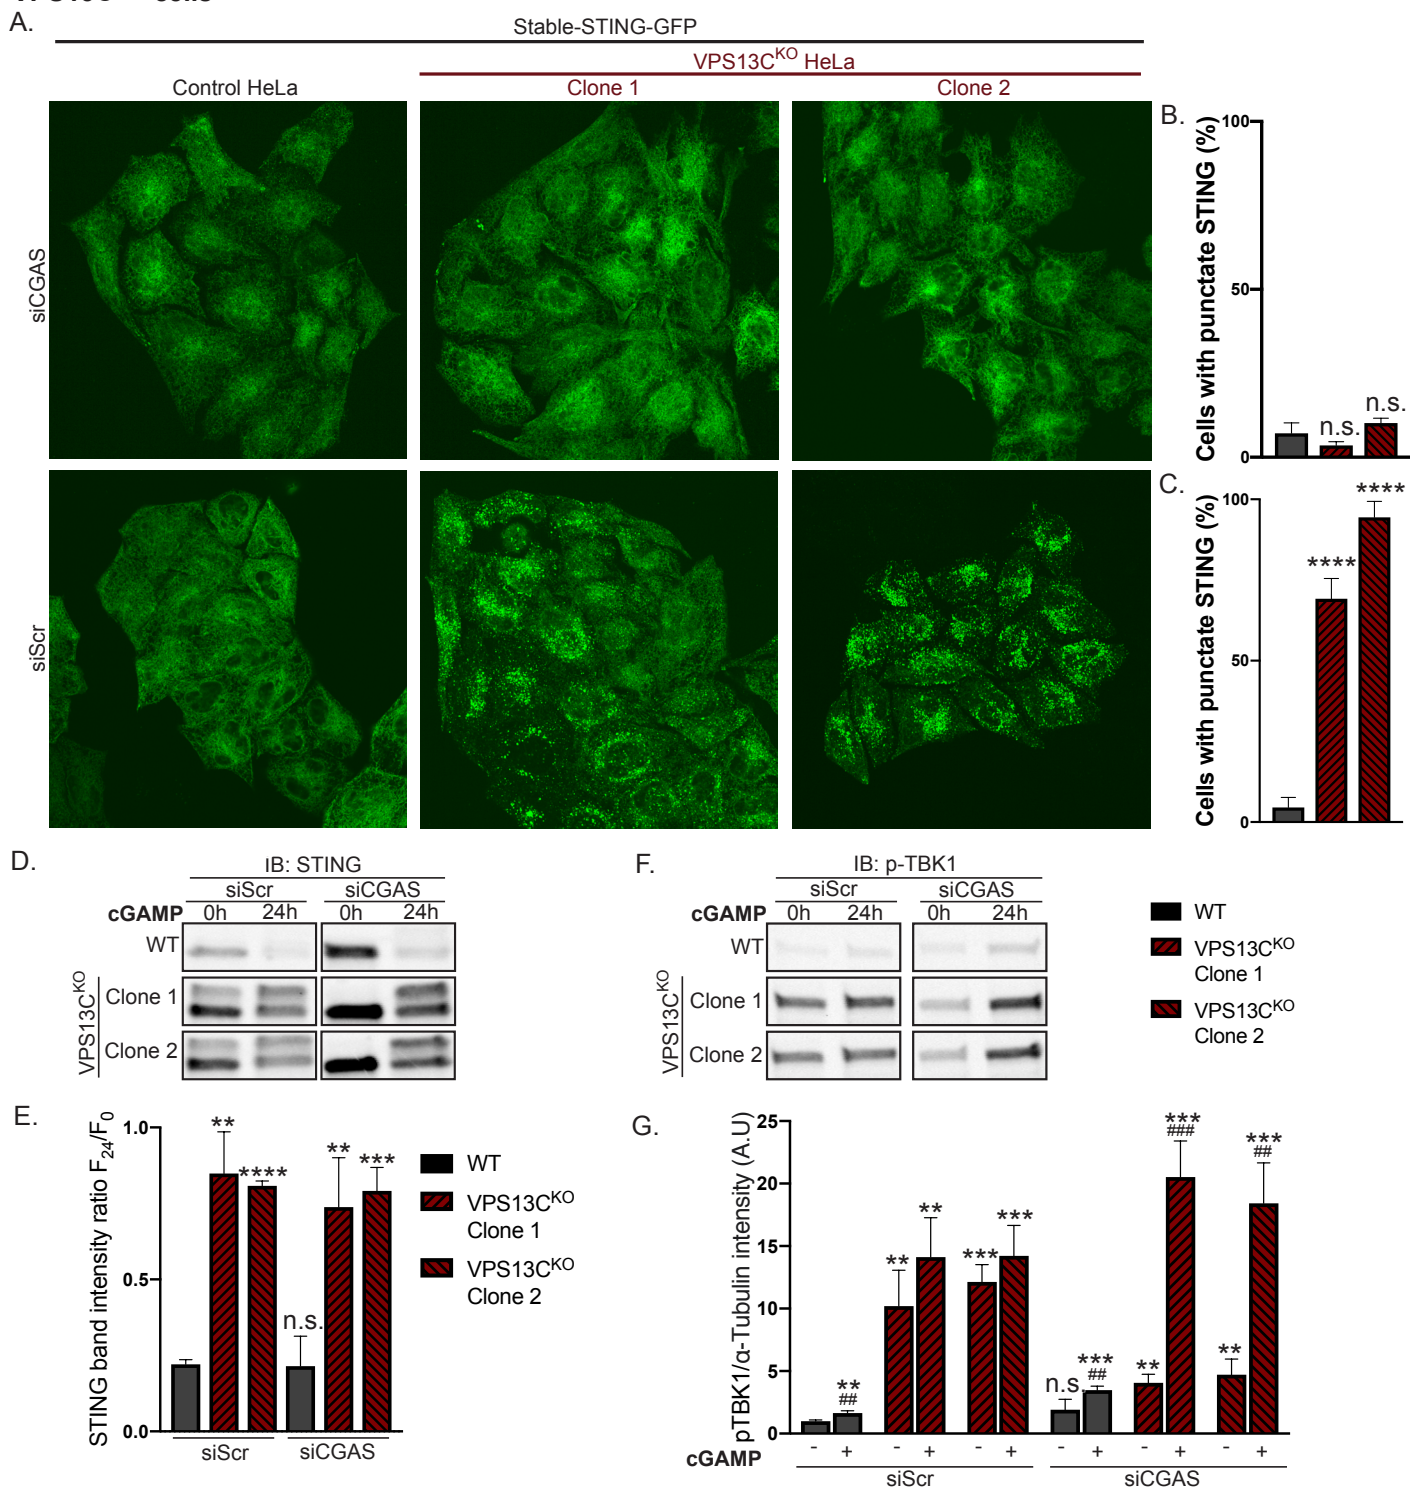 A.
Stable-STING-GFP
VPS13C^KO HeLa
Control HeLa
Clone 1
Clone 2
siCGAS
siScr
B.
Cells with punctate STING (%)
100
50
0
n.s.
n.s.
C.
Cells with punctate STING (%)
100
50
0
****
****
D.
IB: STING
siScr
siCGAS
cGAMP
0h
24h
0h
24h
WT
VPS13C^KO
Clone 1
Clone 2
F.
IB: p-TBK1
siScr
siCGAS
cGAMP
0h
24h
0h
24h
WT
VPS13C^KO
Clone 1
Clone 2
WT
VPS13C^KO
Clone 1
VPS13C^KO
Clone 2
E.
STING band intensity ratio F24/F0
1.0
0.5
0.0
**
****
n.s.
**
***
siScr
siCGAS
WT
VPS13C^KO
Clone 1
VPS13C^KO
Clone 2
G.
pTBK1/α-Tubulin intensity (A.U)
25
20
15
10
5
0
**
##
**
**
***
***
n.s.
***
##
**
***
###
**
***
##
cGAMP
- + - + - + - + - + - +
siScr
siCGAS